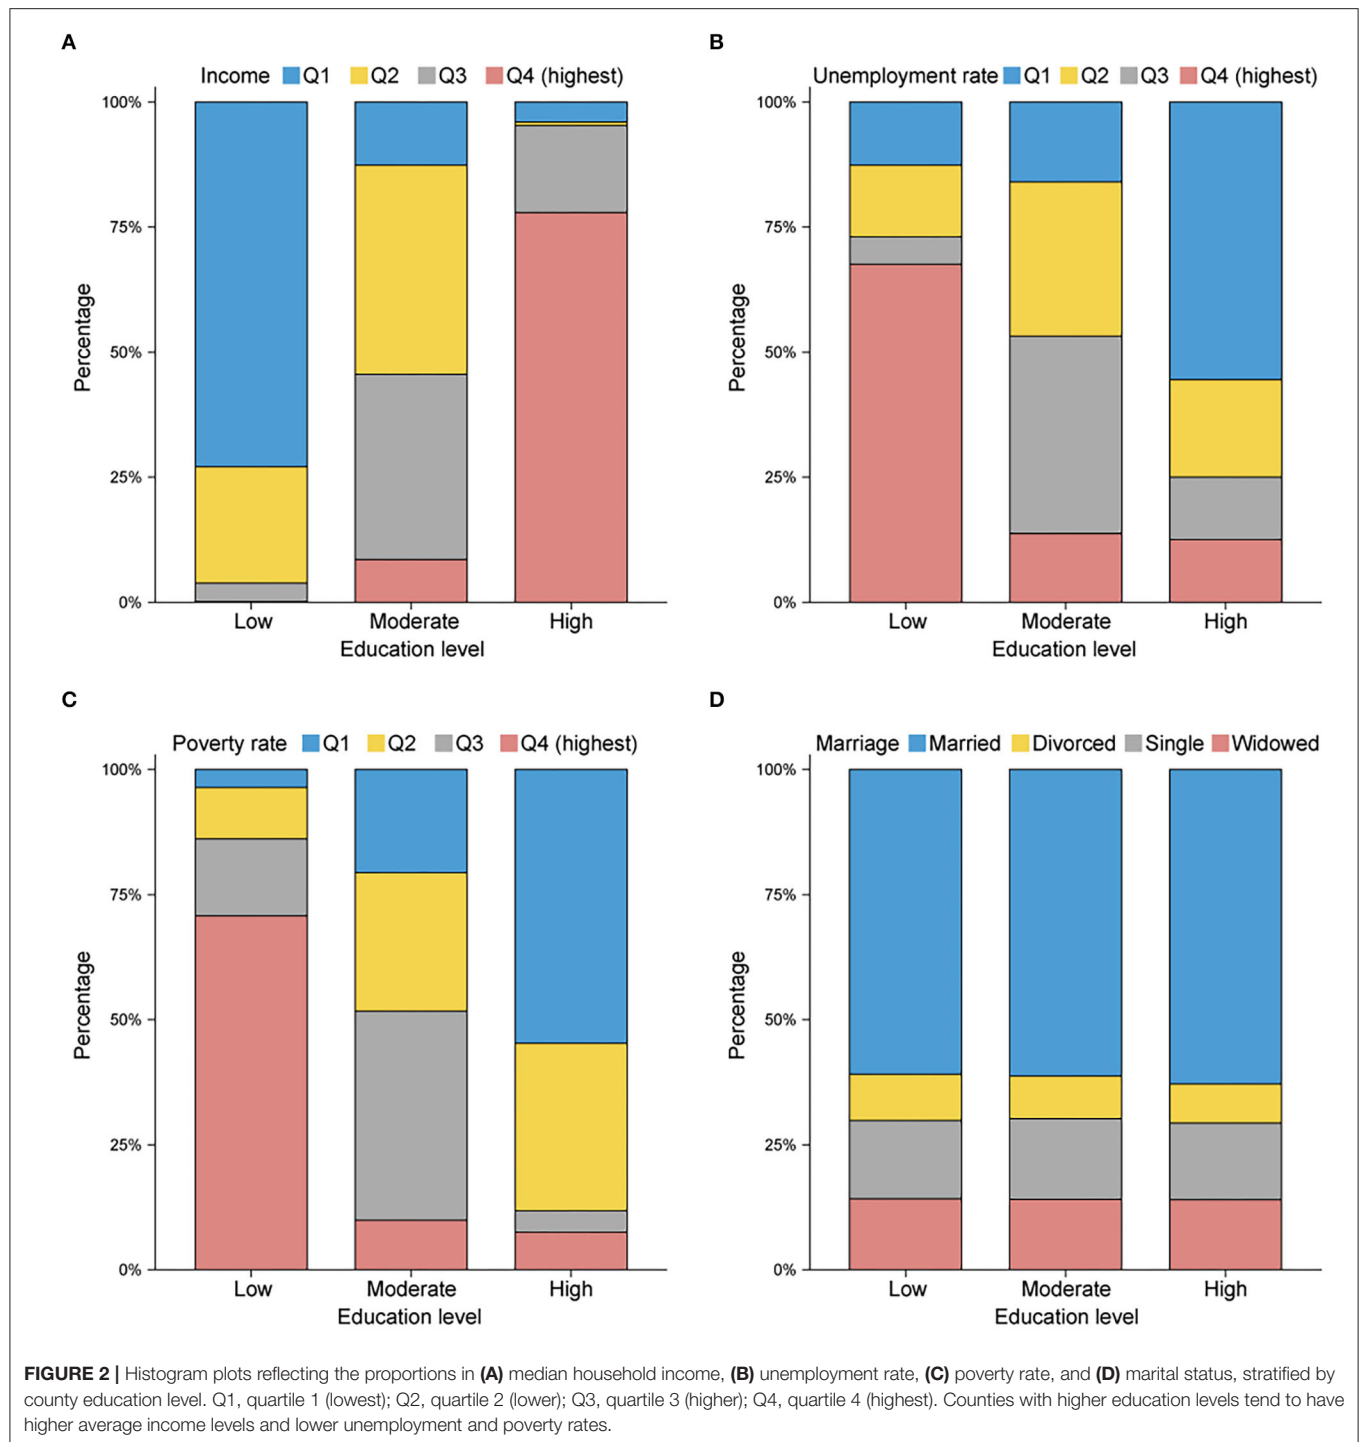 A
Income Q1 Q2 Q3 Q4 (highest)
100%
75%
50%
25%
0%
Percentage
Low Moderate High
Education level
B
Unemployment rate Q1 Q2 Q3 Q4 (highest)
100%
75%
50%
25%
0%
Percentage
Low Moderate High
Education level
C
Poverty rate Q1 Q2 Q3 Q4 (highest)
100%
75%
50%
25%
0%
Percentage
Low Moderate High
Education level
D
Marriage Married Divorced Single Widowed
100%
75%
50%
25%
0%
Percentage
Low Moderate High
Education level
FIGURE 2 | Histogram plots reflecting the proportions in (A) median household income, (B) unemployment rate, (C) poverty rate, and (D) marital status, stratified by
county education level. Q1, quartile 1 (lowest); Q2, quartile 2 (lower); Q3, quartile 3 (higher); Q4, quartile 4 (highest). Counties with higher education levels tend to have
higher average income levels and lower unemployment and poverty rates.